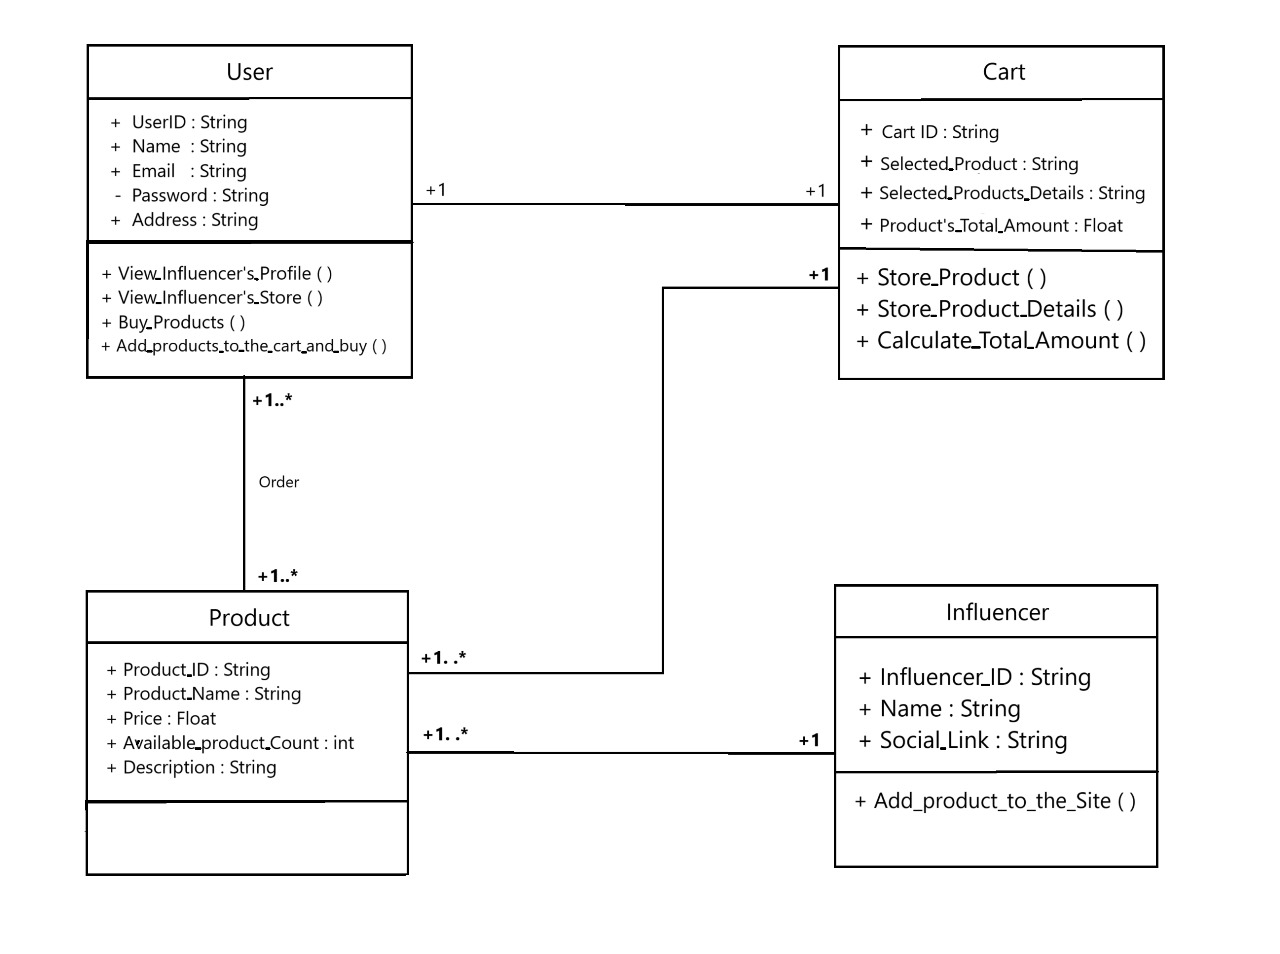 User
+ UserID : String
+ Name : String
+ Email : String
- Password : String
+ Address : String
+ View_Influencer's_Profile ( )
+ View_Influencer's_Store ( )
+ Buy_Products ( )
+ Add_products_to_the_cart_and_buy ( )
+1
+1
Cart
+ Cart ID : String
+ Selected_Product : String
+ Selected_Products_Details : String
+ Product's_Total_Amount : Float
+ Store_Product ( )
+ Store_Product_Details ( )
+ Calculate_Total_Amount ( )
+1
+1..*
Order
+1..*
Product
+ Product_ID : String
+ Product_Name : String
+ Price : Float
+ Available_product_Count : int
+ Description : String
+1. .*
+1. .*
+1
Influencer
+ Influencer_ID : String
+ Name : String
+ Social_Link : String
+ Add_product_to_the_Site ( )